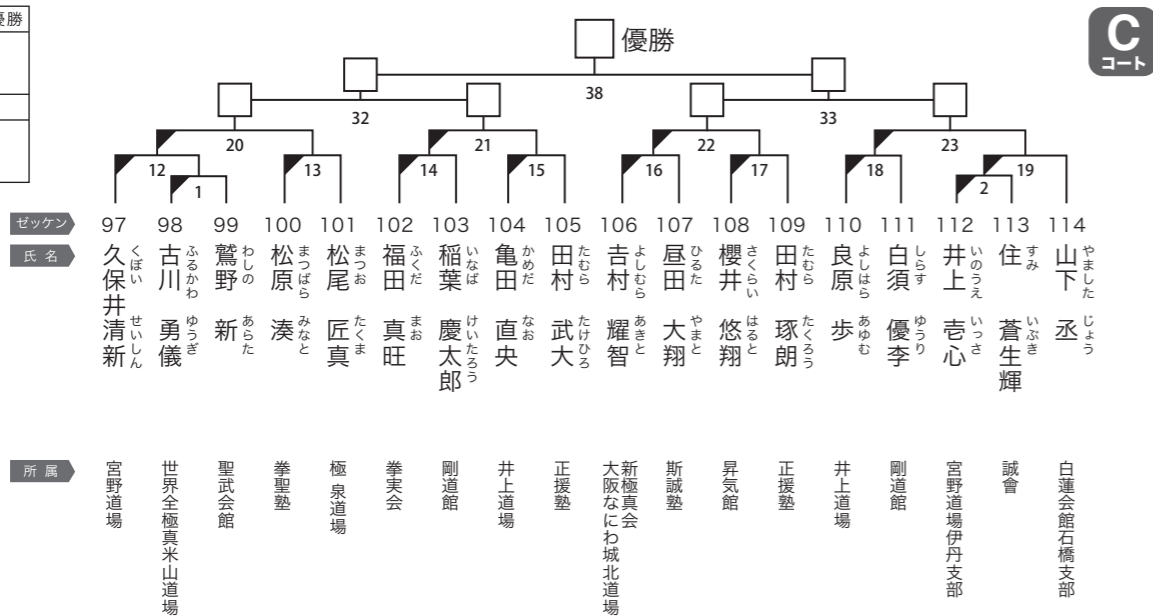 優勝
C
コート
優勝
38
32
33
20
21
22
23
12
13
14
15
16
17
18
19
1
2
ゼッケン
97 98 99 100 101 102 103 104 105 106 107 108 109 110 111 112 113 114
氏 名
久保井 清新 くぼい せいしん
古川 勇儀 ふるかわ ゆうぎ
鷲野 新 わしの あらた
松原 湊 まつばら みなと
松尾 匠真 まつお たくま
福田 真旺 ふくだ まお
稲葉 慶太郎 いなば けいたろう
亀田 直央 かめだ なお
田村 武大 たむら たけひろ
𠮷村 耀智 よしむら あきと
昼田 大翔 ひるた やまと
櫻井 悠翔 さくらい はると
田村 琢朗 たむら たくろう
良原 歩 よしはら あゆむ
白須 優李 しらす ゆうり
井上 壱心 いのうえ いっさ
住 蒼生輝 すみ いぶき
山下 丞 やました じょう
所 属
宮野道場
世界全極真米山道場
聖武会館
拳聖塾
極 泉道場
拳実会
剛道館
井上道場
正援塾
新極真会
大阪なにわ城北道場
斯誠塾
昇気館
正援塾
井上道場
剛道館
宮野道場伊丹支部
誠會
白蓮会館石橋支部